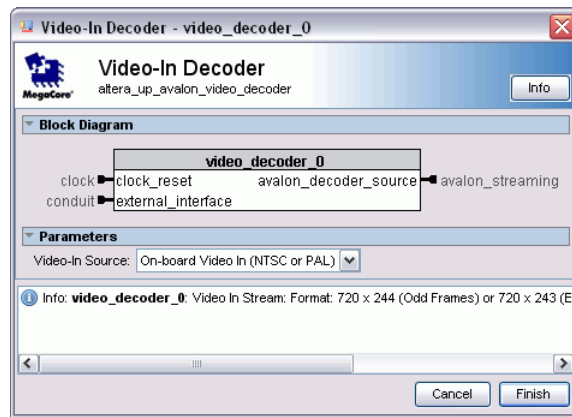 Video-In Decoder - video_decoder_0
MegaCore®
Video-In Decoder
altera_up_avalon_video_decoder
Info
Block Diagram
video_decoder_0
clock clock_reset avalon_decoder_source avalon_streaming
conduit external_interface
Parameters
Video-In Source: On-board Video In (NTSC or PAL)
Info: video_decoder_0: Video In Stream: Format: 720 x 244 (Odd Frames) or 720 x 243 (E
Cancel Finish